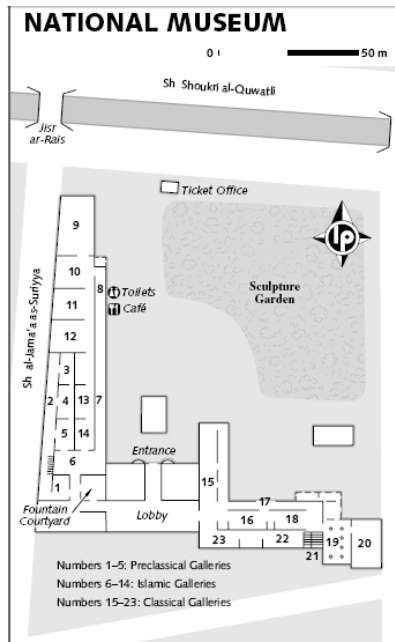 NATIONAL MUSEUM
0 50 m
Sh Shoukri al-Quwatli
Jisr
ar-Rais
Ticket Office
lp
9
10
8
Toilets
Sculpture
Garden
11
Café
12
Sh al-Jama'a as-Suriyya
3
2
4
13
7
5
14
6
Entrance
15
1
17
Fountain
Courtyard
Lobby
16
18
23
22
21
19
20
Numbers 1–5: Preclassical Galleries
Numbers 6–14: Islamic Galleries
Numbers 15–23: Classical Galleries